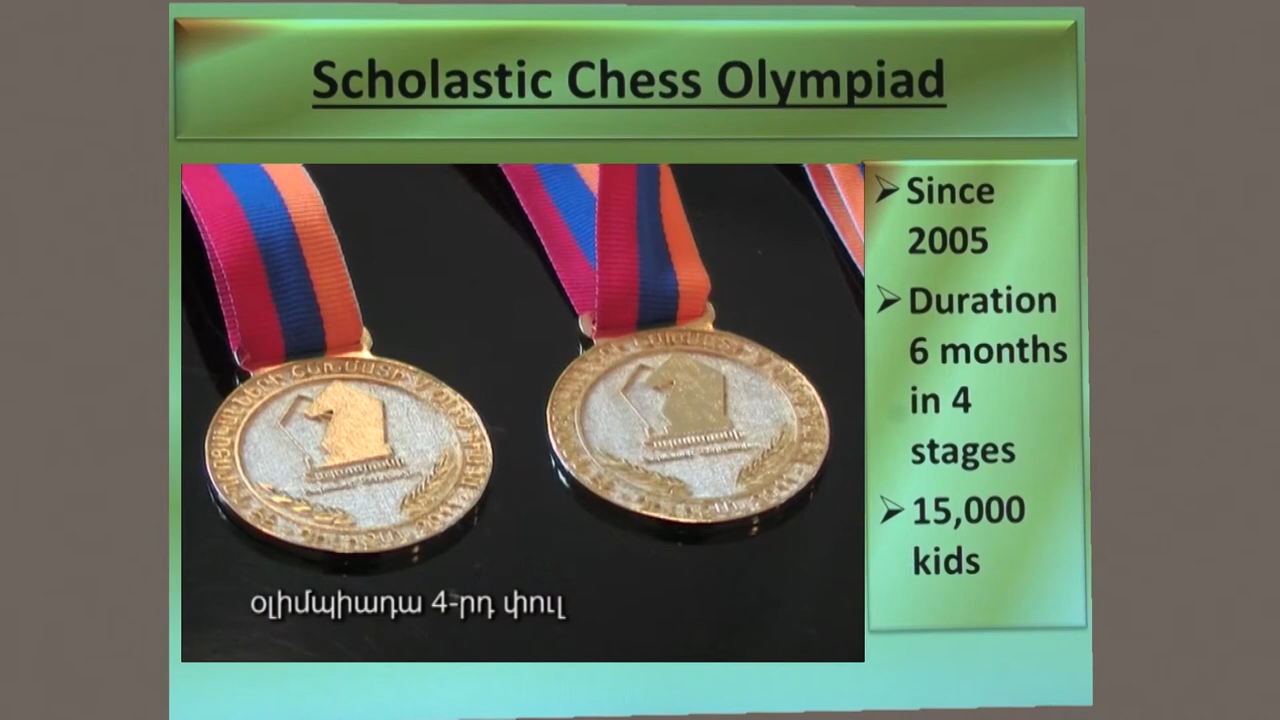 Scholastic Chess Olympiad
Since
2005
Duration
6 months
in 4
stages
15,000
kids
օլիմպիադա 4-րդ փուլ